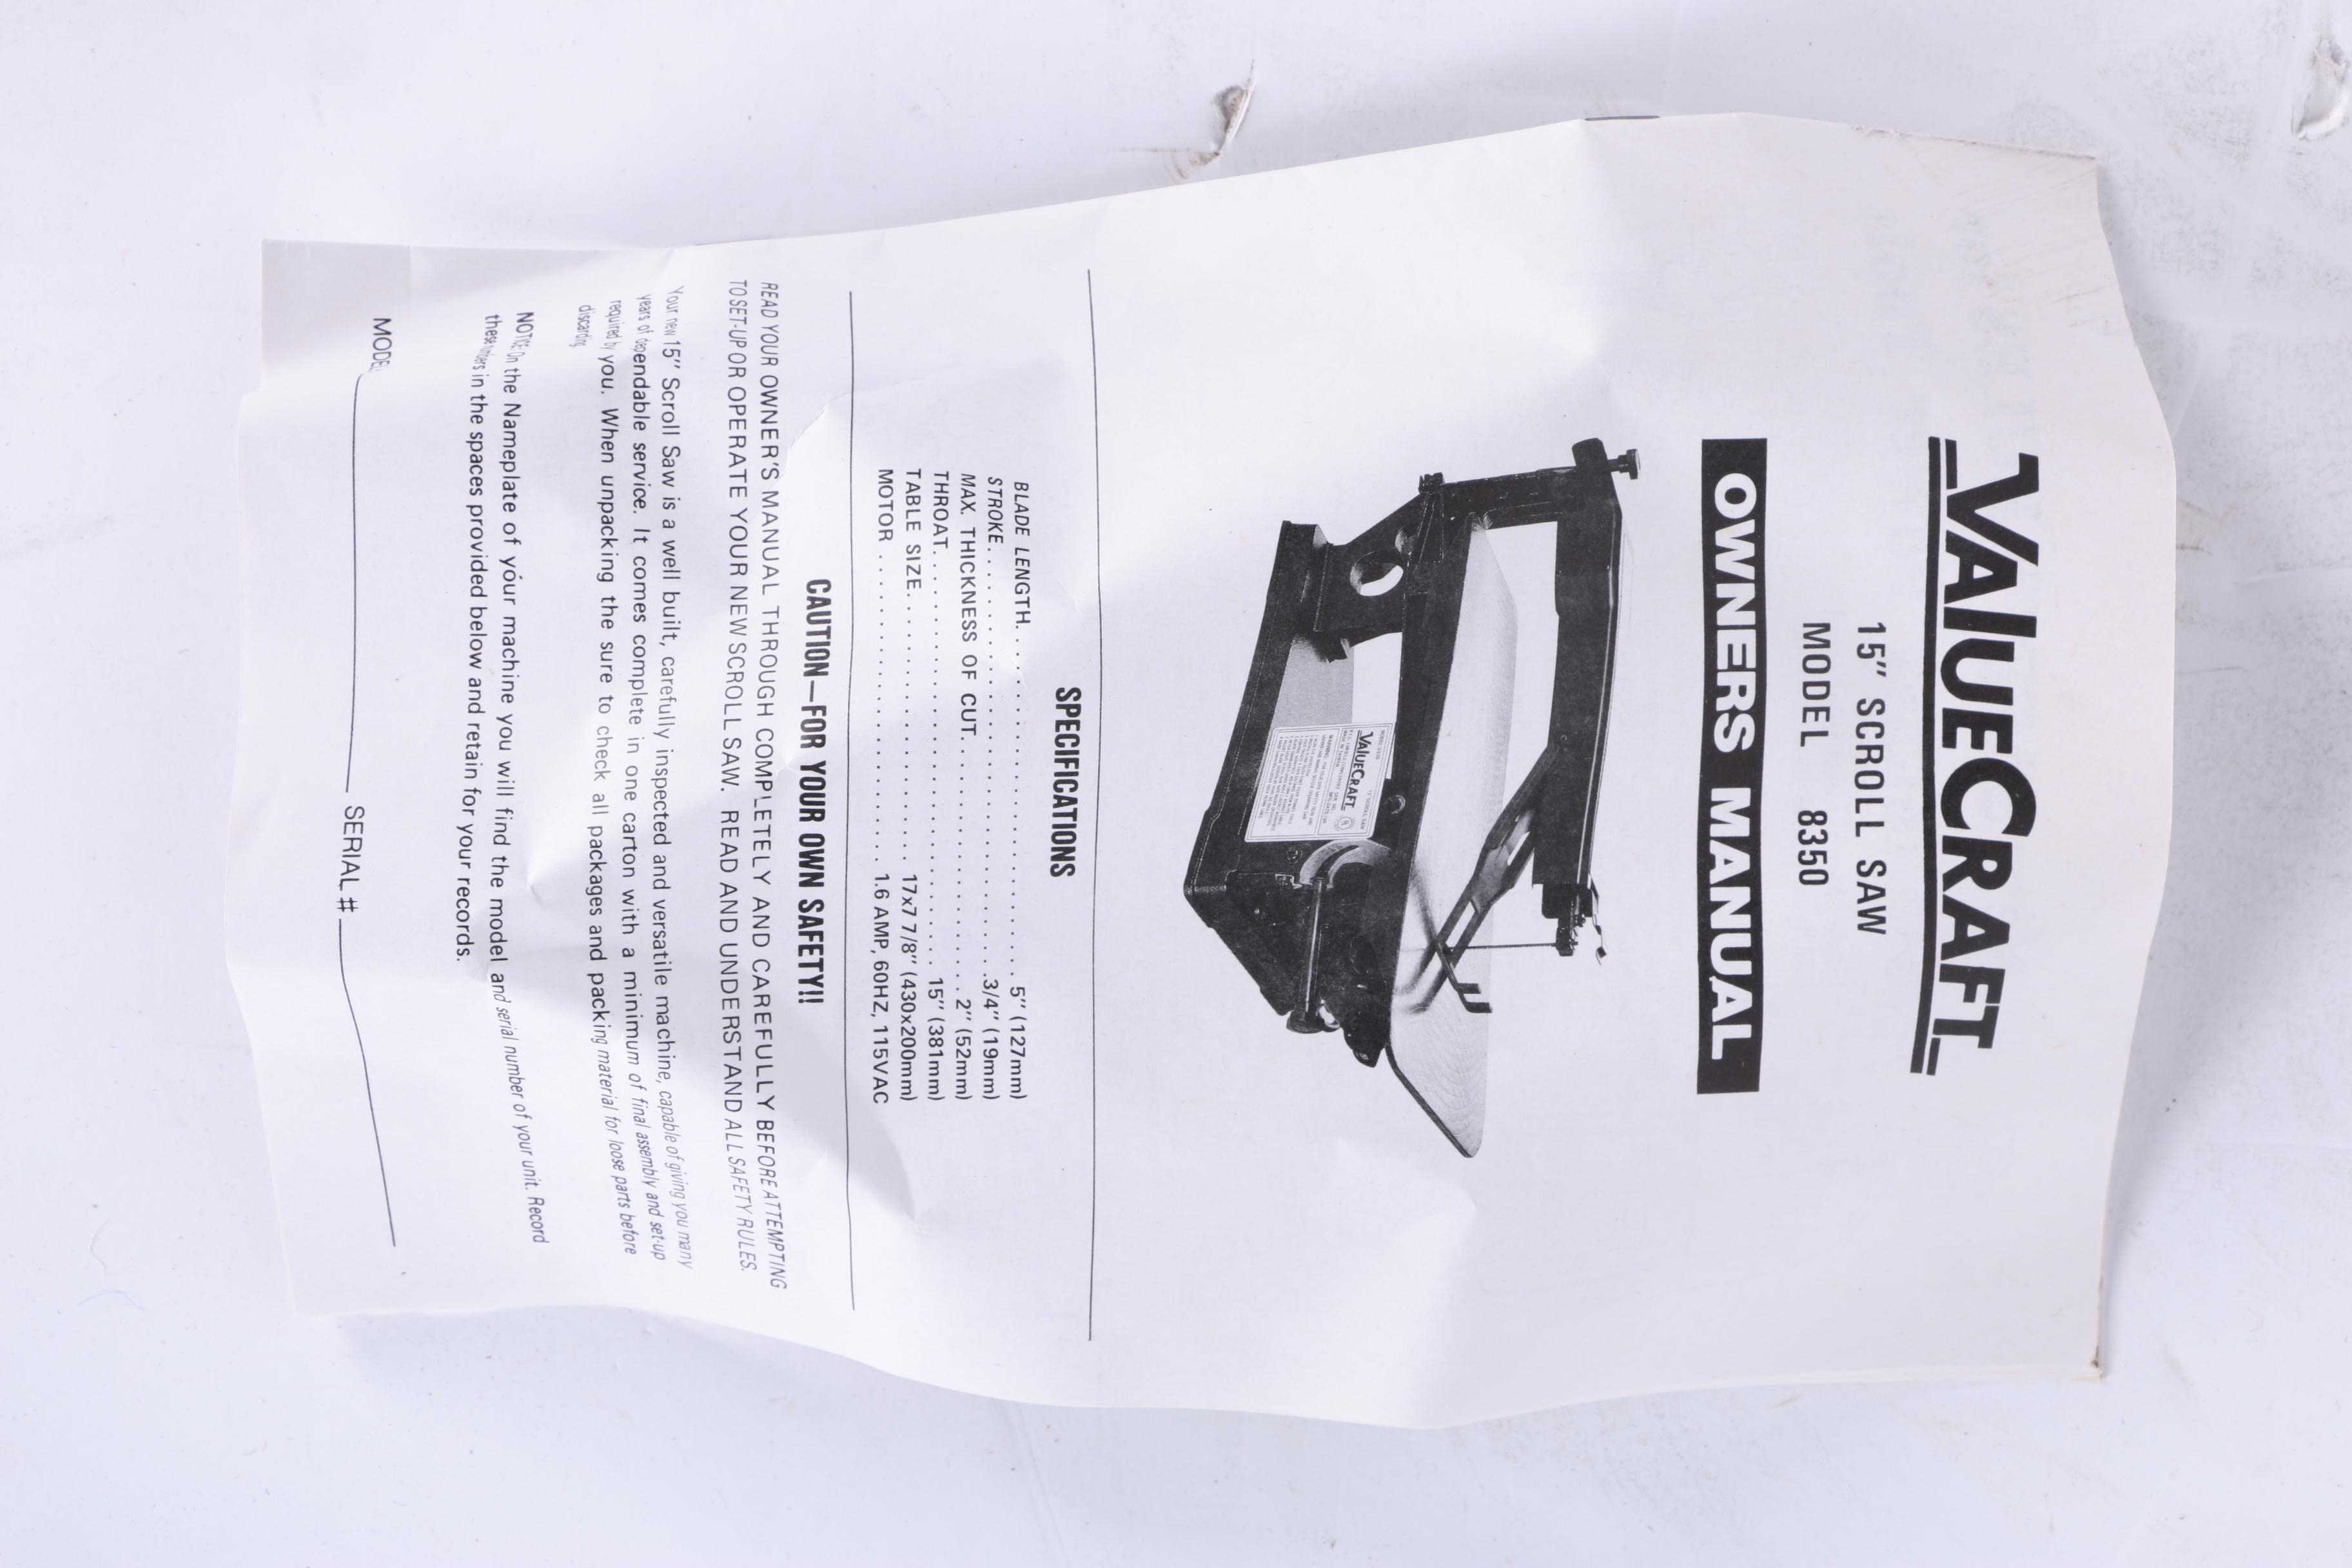 VALUECRAFT
15" SCROLL SAW
MODEL 8350
OWNERS MANUAL
VALUECRAFT
SPECIFICATIONS
BLADE LENGTH. . . . . . . . . . . . . . . . . . . . . . . . . . . . 5" (127mm)
STROKE. . . . . . . . . . . . . . . . . . . . . . . . . . . . . . . . .3/4" (19mm)
MAX. THICKNESS OF CUT. . . . . . . . . . . . . . . . . . . 2" (52mm)
THROAT. . . . . . . . . . . . . . . . . . . . . . . . . . . . . . . . 15" (381mm)
TABLE SIZE. . . . . . . . . . . . . . . . . . . . . 17x7 7/8" (430x200mm)
MOTOR . . . . . . . . . . . . . . . . . . . . . . . . 1.6 AMP, 60HZ, 115VAC
CAUTION—FOR YOUR OWN SAFETY!!
READ YOUR OWNER'S MANUAL THROUGH COMPLETELY AND CAREFULLY BEFORE ATTEMPTING
TO SET-UP OR OPERATE YOUR NEW SCROLL SAW. READ AND UNDERSTAND ALL SAFETY RULES.
Your new 15" Scroll Saw is a well built, carefully inspected and versatile machine, capable of giving you many
years of dependable service. It comes complete in one carton with a minimum of final assembly and set-up
required by you. When unpacking the sure to check all packages and packing material for loose parts before
discarding
NOTICE: On the Nameplate of your machine you will find the model and serial number of your unit. Record
these in the spaces provided below and retain for your records.
MODEL SERIAL #